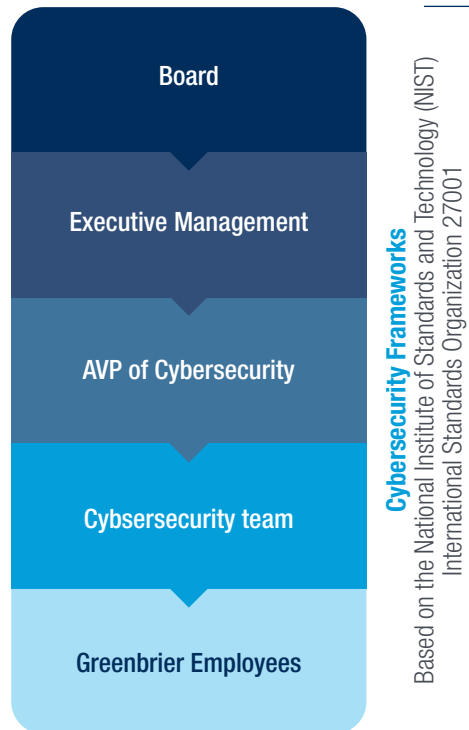 Board
Executive Management
AVP of Cybersecurity
Cybsersecurity team
Greenbrier Employees
Cybersecurity Frameworks
Based on the National Institute of Standards and Technology (NIST)
International Standards Organization 27001